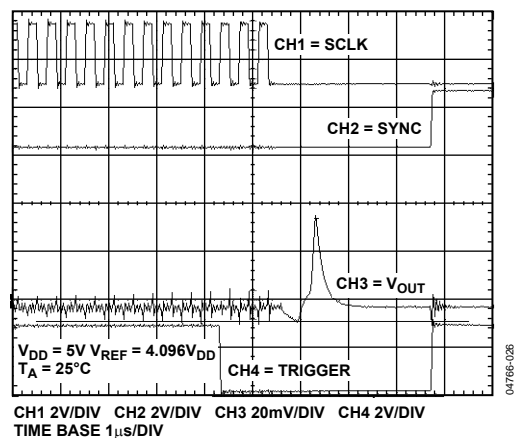 CH1 = SCLK
CH2 = SYNC
CH3 = VOUT
VDD = 5V VREF = 4.096VDD
TA = 25°C
CH4 = TRIGGER
CH1 2V/DIV CH2 2V/DIV CH3 20mV/DIV CH4 2V/DIV
TIME BASE 1μs/DIV
04766-026